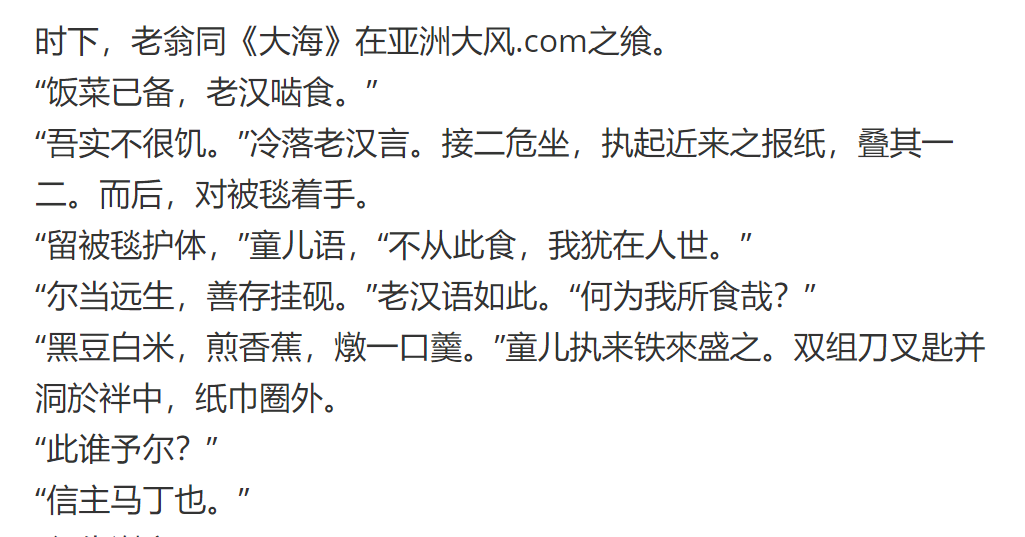 时下，老翁同《大海》在亚洲大风.com之飨。
“饭菜已备，老汉啮食。”
“吾实不很饥。”冷落老汉言。接二危坐，执起近来之报纸，叠其一
二。而后，对被毯着手。
“留被毯护体，”童儿语，“不从此食，我犹在人世。”
“尔当远生，善存挂砚。”老汉语如此。“何为我所食哉？”
“黑豆白米，煎香蕉，燉一口羹。”童儿执来铁來盛之。双组刀叉匙并
洞於袢中，纸巾圈外。
“此谁予尔？”
“信主马丁也。”